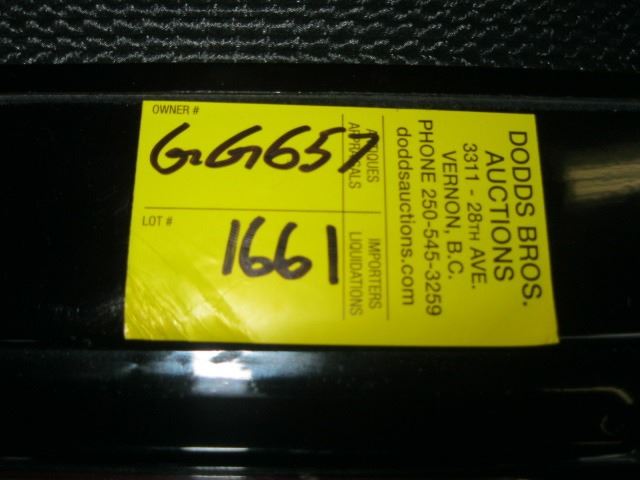 OWNER #
GG657
LOT #
1661
ANTIQUES
APPRAISALS
IMPORTERS
LIQUIDATIONS
DODDS BROS.
AUCTIONS
3311 - 28TH AVE.
VERNON, B.C.
PHONE 250-545-3259
doddsauctions.com